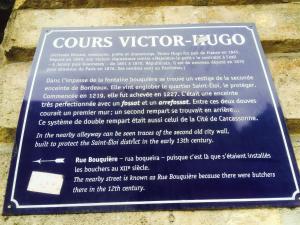 COURS VICTOR-HUGO
Dans l'impasse de la fontaine bouquière se trouve un vestige de la seconde
enceinte de Bordeaux. Elle vint englober le quartier Saint-Éloi, le protéger.
Commencée en 1219, elle fut achevée en 1227. C'était une enceinte
très perfectionnée avec un fossat et un arrefossat. Entre ces deux douves
courait un premier mur; un second rempart se trouvait en arrière...
Ce système de double rempart était aussi celui de la Cité de Carcassonne.
In the nearby alleyway can be seen traces of the second old city wall,
built to protect the Saint-Éloi district in the early 13th century.
Rue Bouquière – rua boqueira – puisque c'est là que s'étaient installés
les bouchers au XIIe siècle.
The nearby street is known as Rue Bouquière because there were butchers
there in the 12th century.